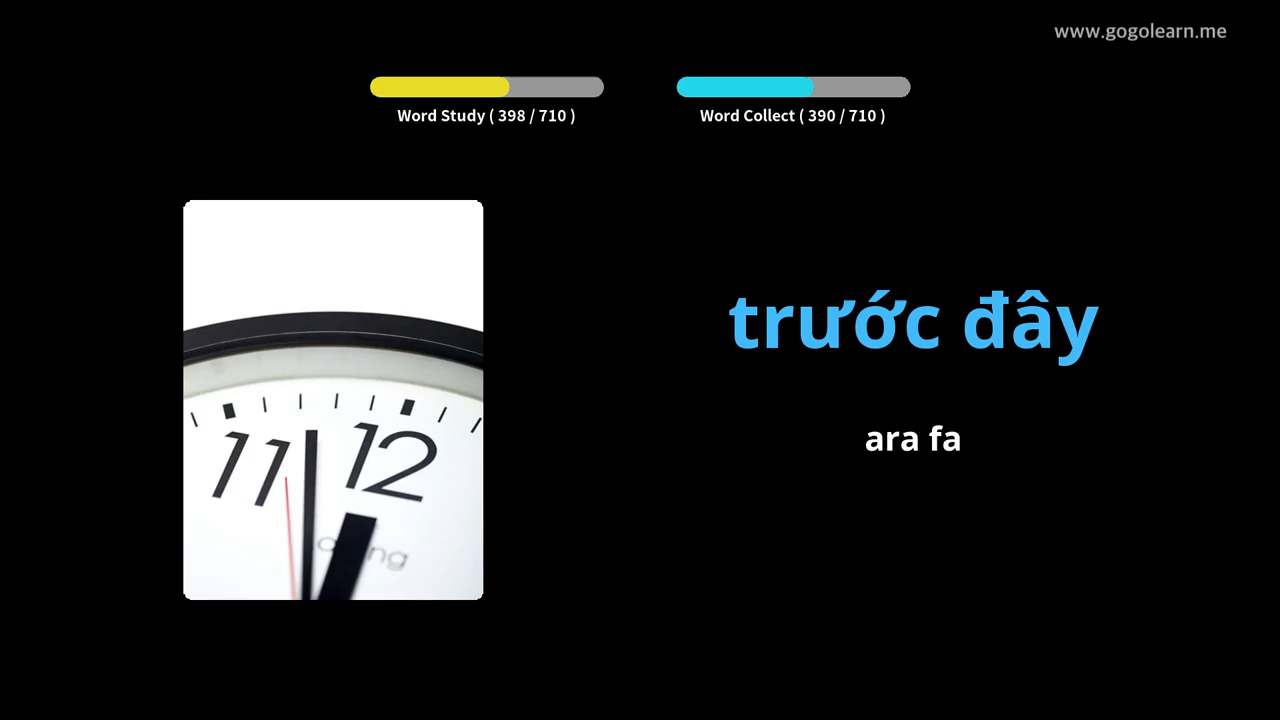 www.gogolearn.me
Word Study ( 398 / 710 )
Word Collect ( 390 / 710 )
trước đây
ara fa
11
12